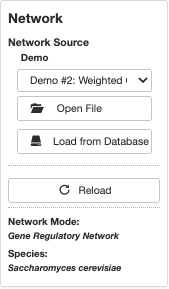 Network
Network Source
Demo
Demo #2: Weighted
Open File
Load from Database
Reload
Network Mode:
Gene Regulatory Network
Species:
Saccharomyces cerevisiae